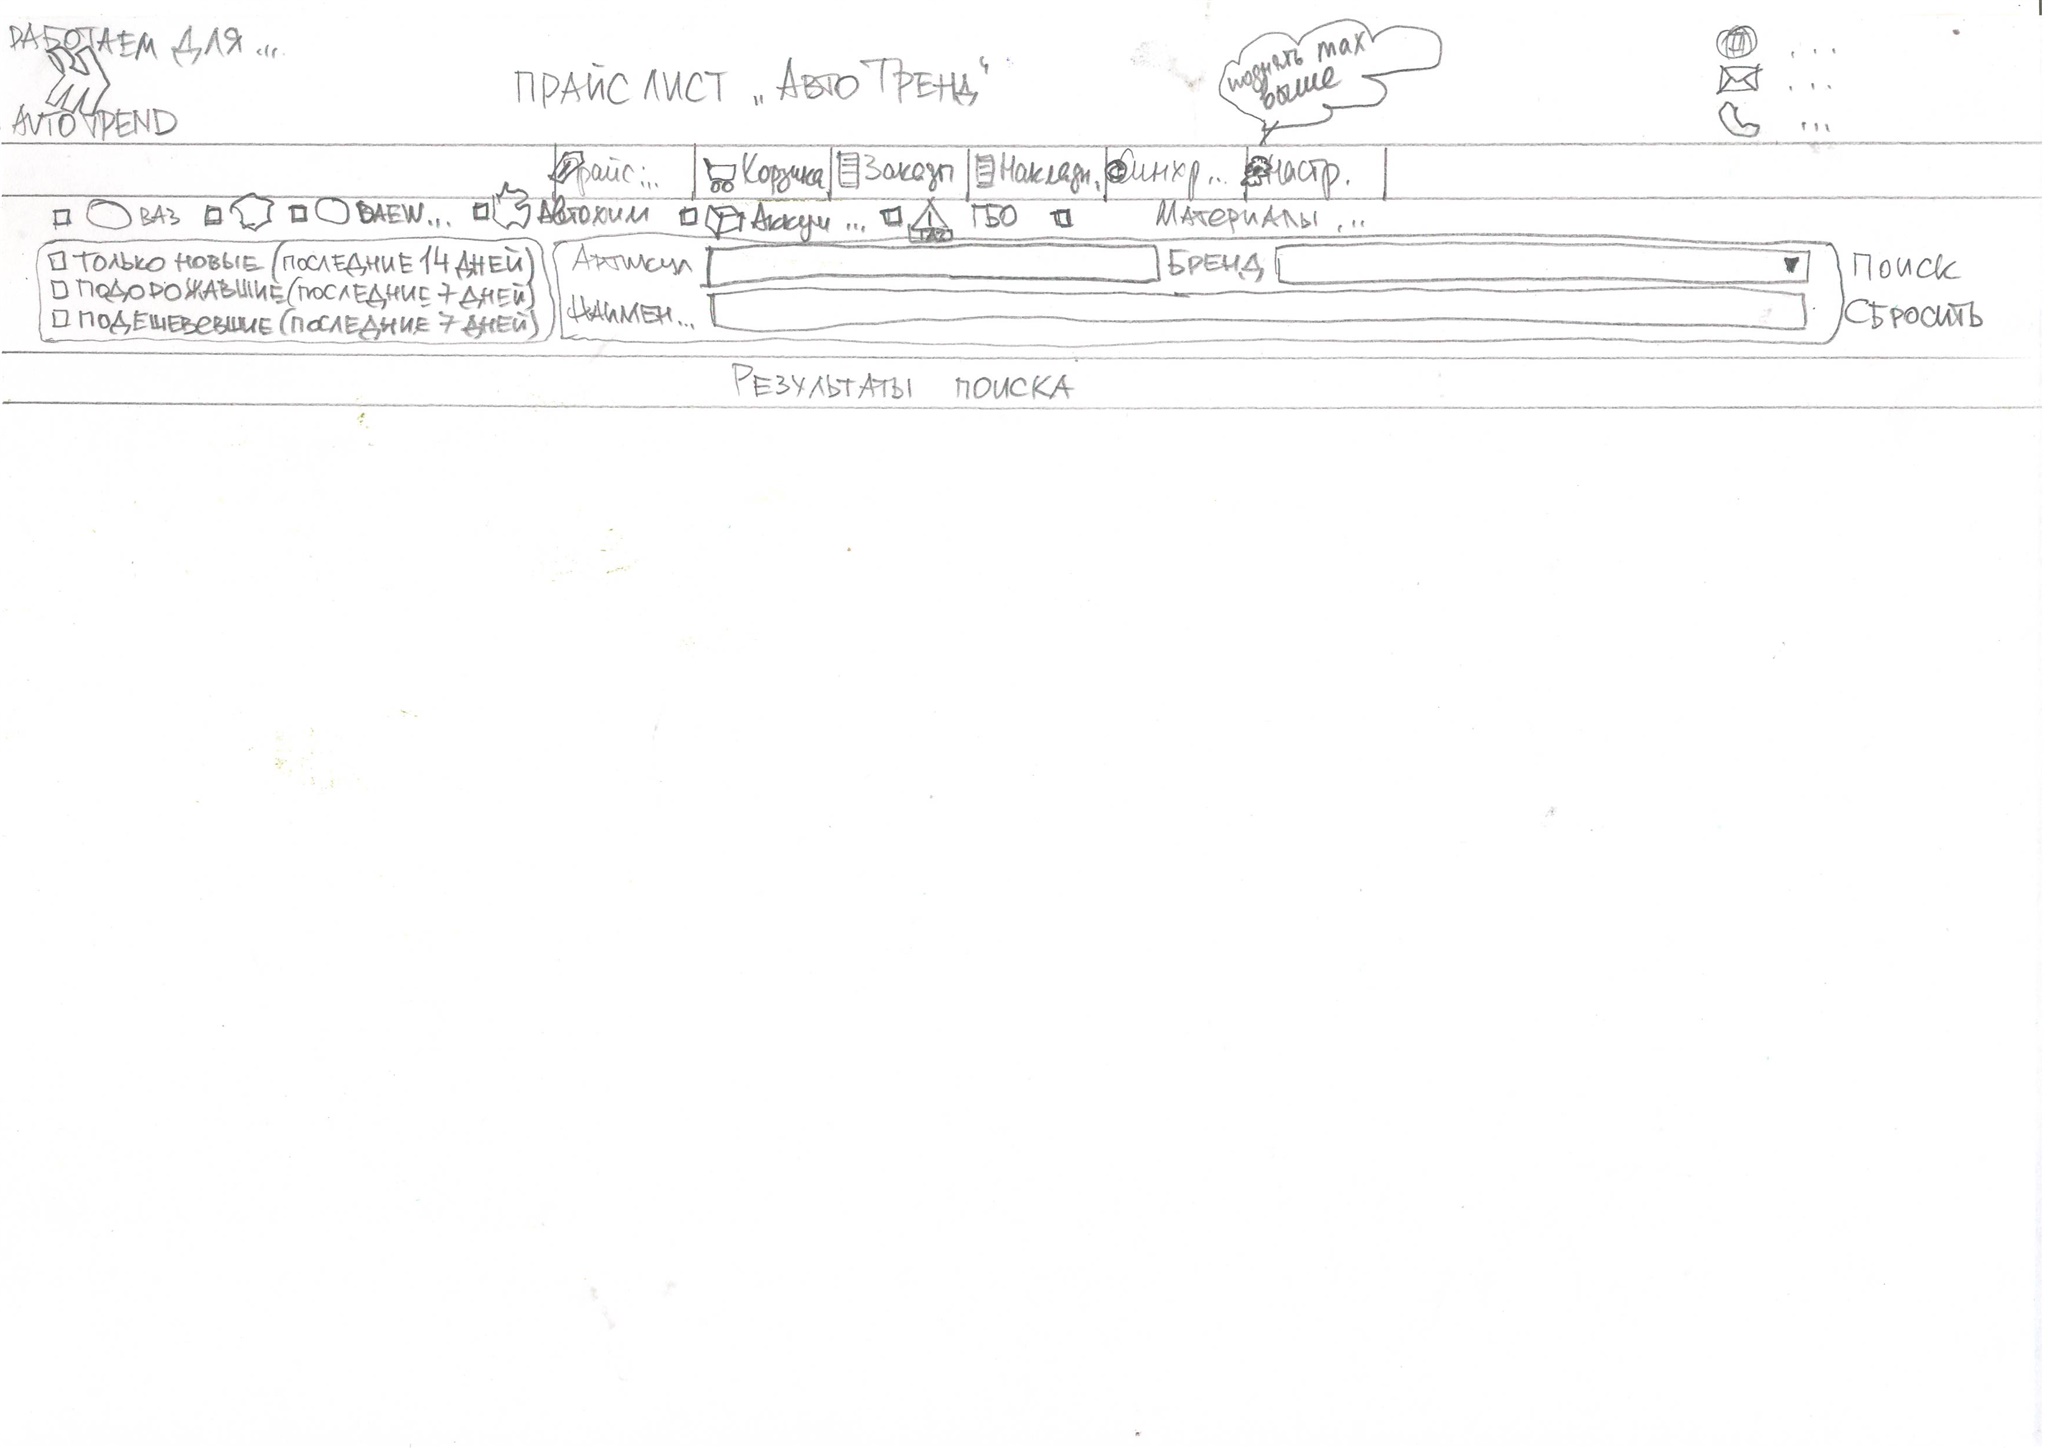 РАБОТАЕМ ДЛЯ ...
AVTO TРEND
ПРАЙС ЛИСТ „АВТО ТРЕНД“
поднять max
выше
...
...
...
Прайс... Корзина Заказы Накладн. Синхр... Настр.
ВАЗ DAEW... Автохим Аккум ... ГБО Материалы ...
ТОЛЬКО НОВЫЕ (ПОСЛЕДНИЕ 14 ДНЕЙ)
ПОДОРОЖАВШИЕ (ПОСЛЕДНИЕ 7 ДНЕЙ)
ПОДЕШЕВЕВШИЕ (ПОСЛЕДНИЕ 7 ДНЕЙ)
Артикул БРЕНД ПОИСК
НАИМЕН... СБРОСИТЬ
РЕЗУЛЬТАТЫ ПОИСКА